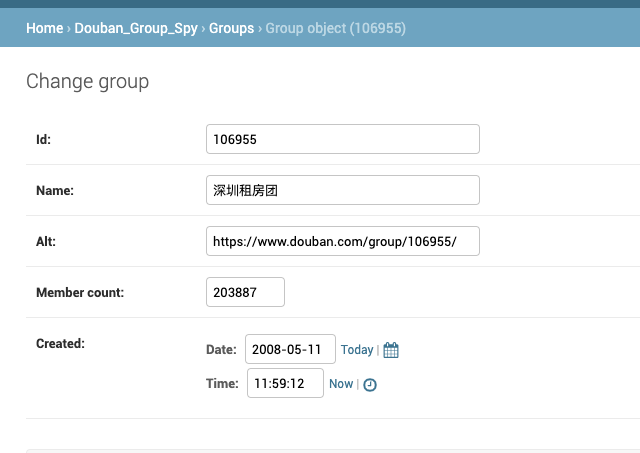 Home › Douban_Group_Spy › Groups › Group object (106955)
Change group
Id: 106955
Name: 深圳租房团
Alt: https://www.douban.com/group/106955/
Member count: 203887
Created: Date: 2008-05-11 Today |
Time: 11:59:12 Now |